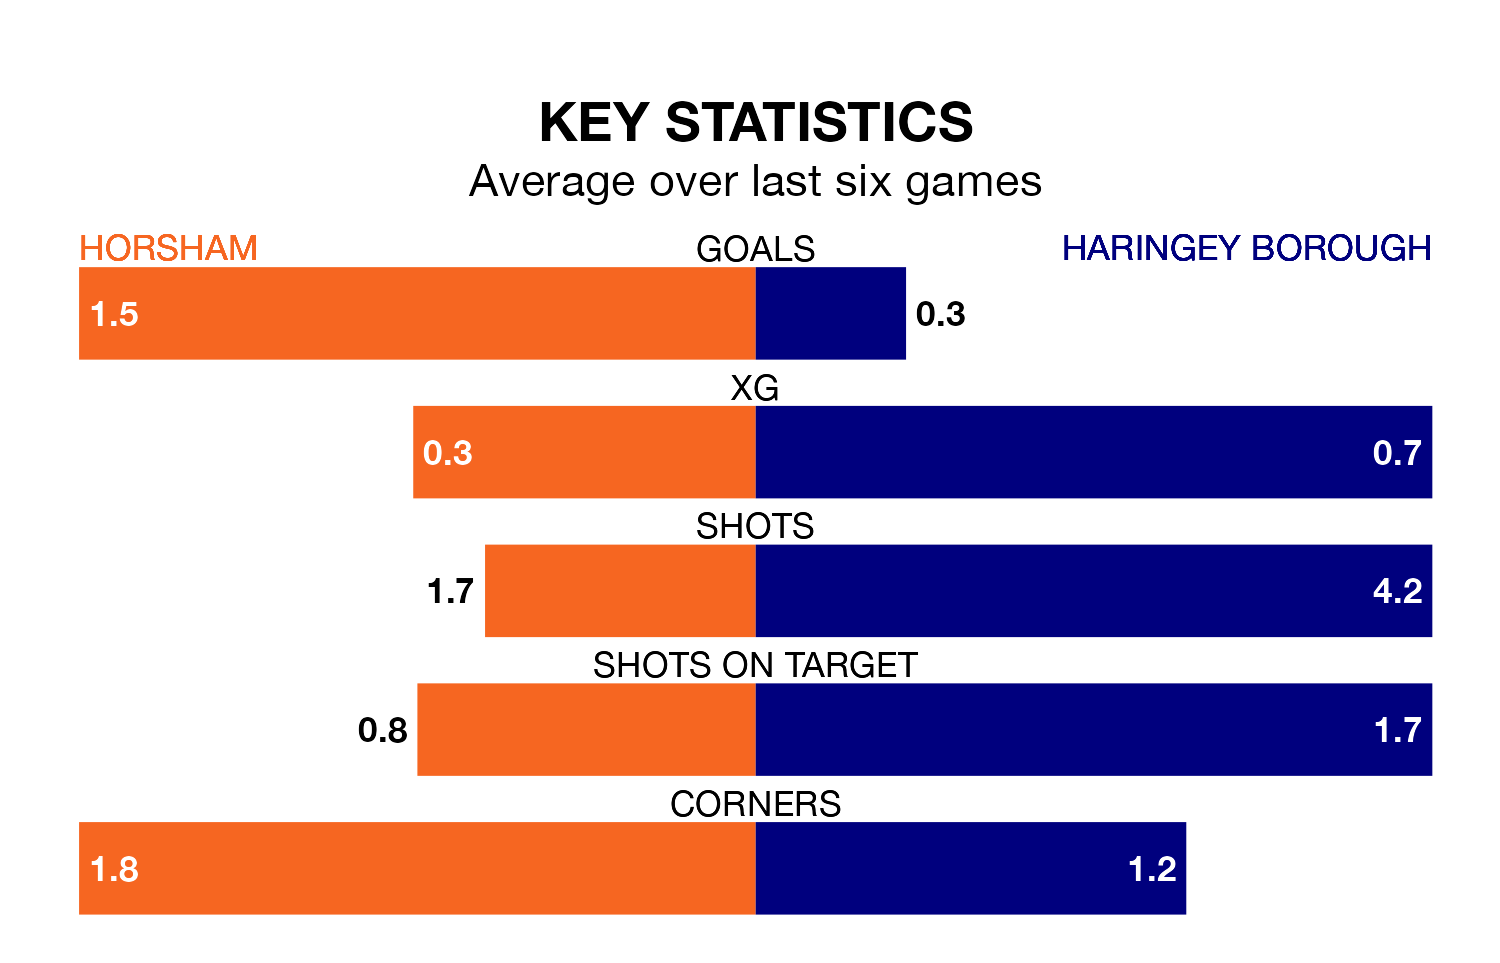 KEY STATISTICS
Average over last six games
HORSHAM GOALS HARINGEY BOROUGH
1.5 0.3
XG
0.3 0.7
SHOTS
1.7 4.2
SHOTS ON TARGET
0.8 1.7
CORNERS
1.8 1.2